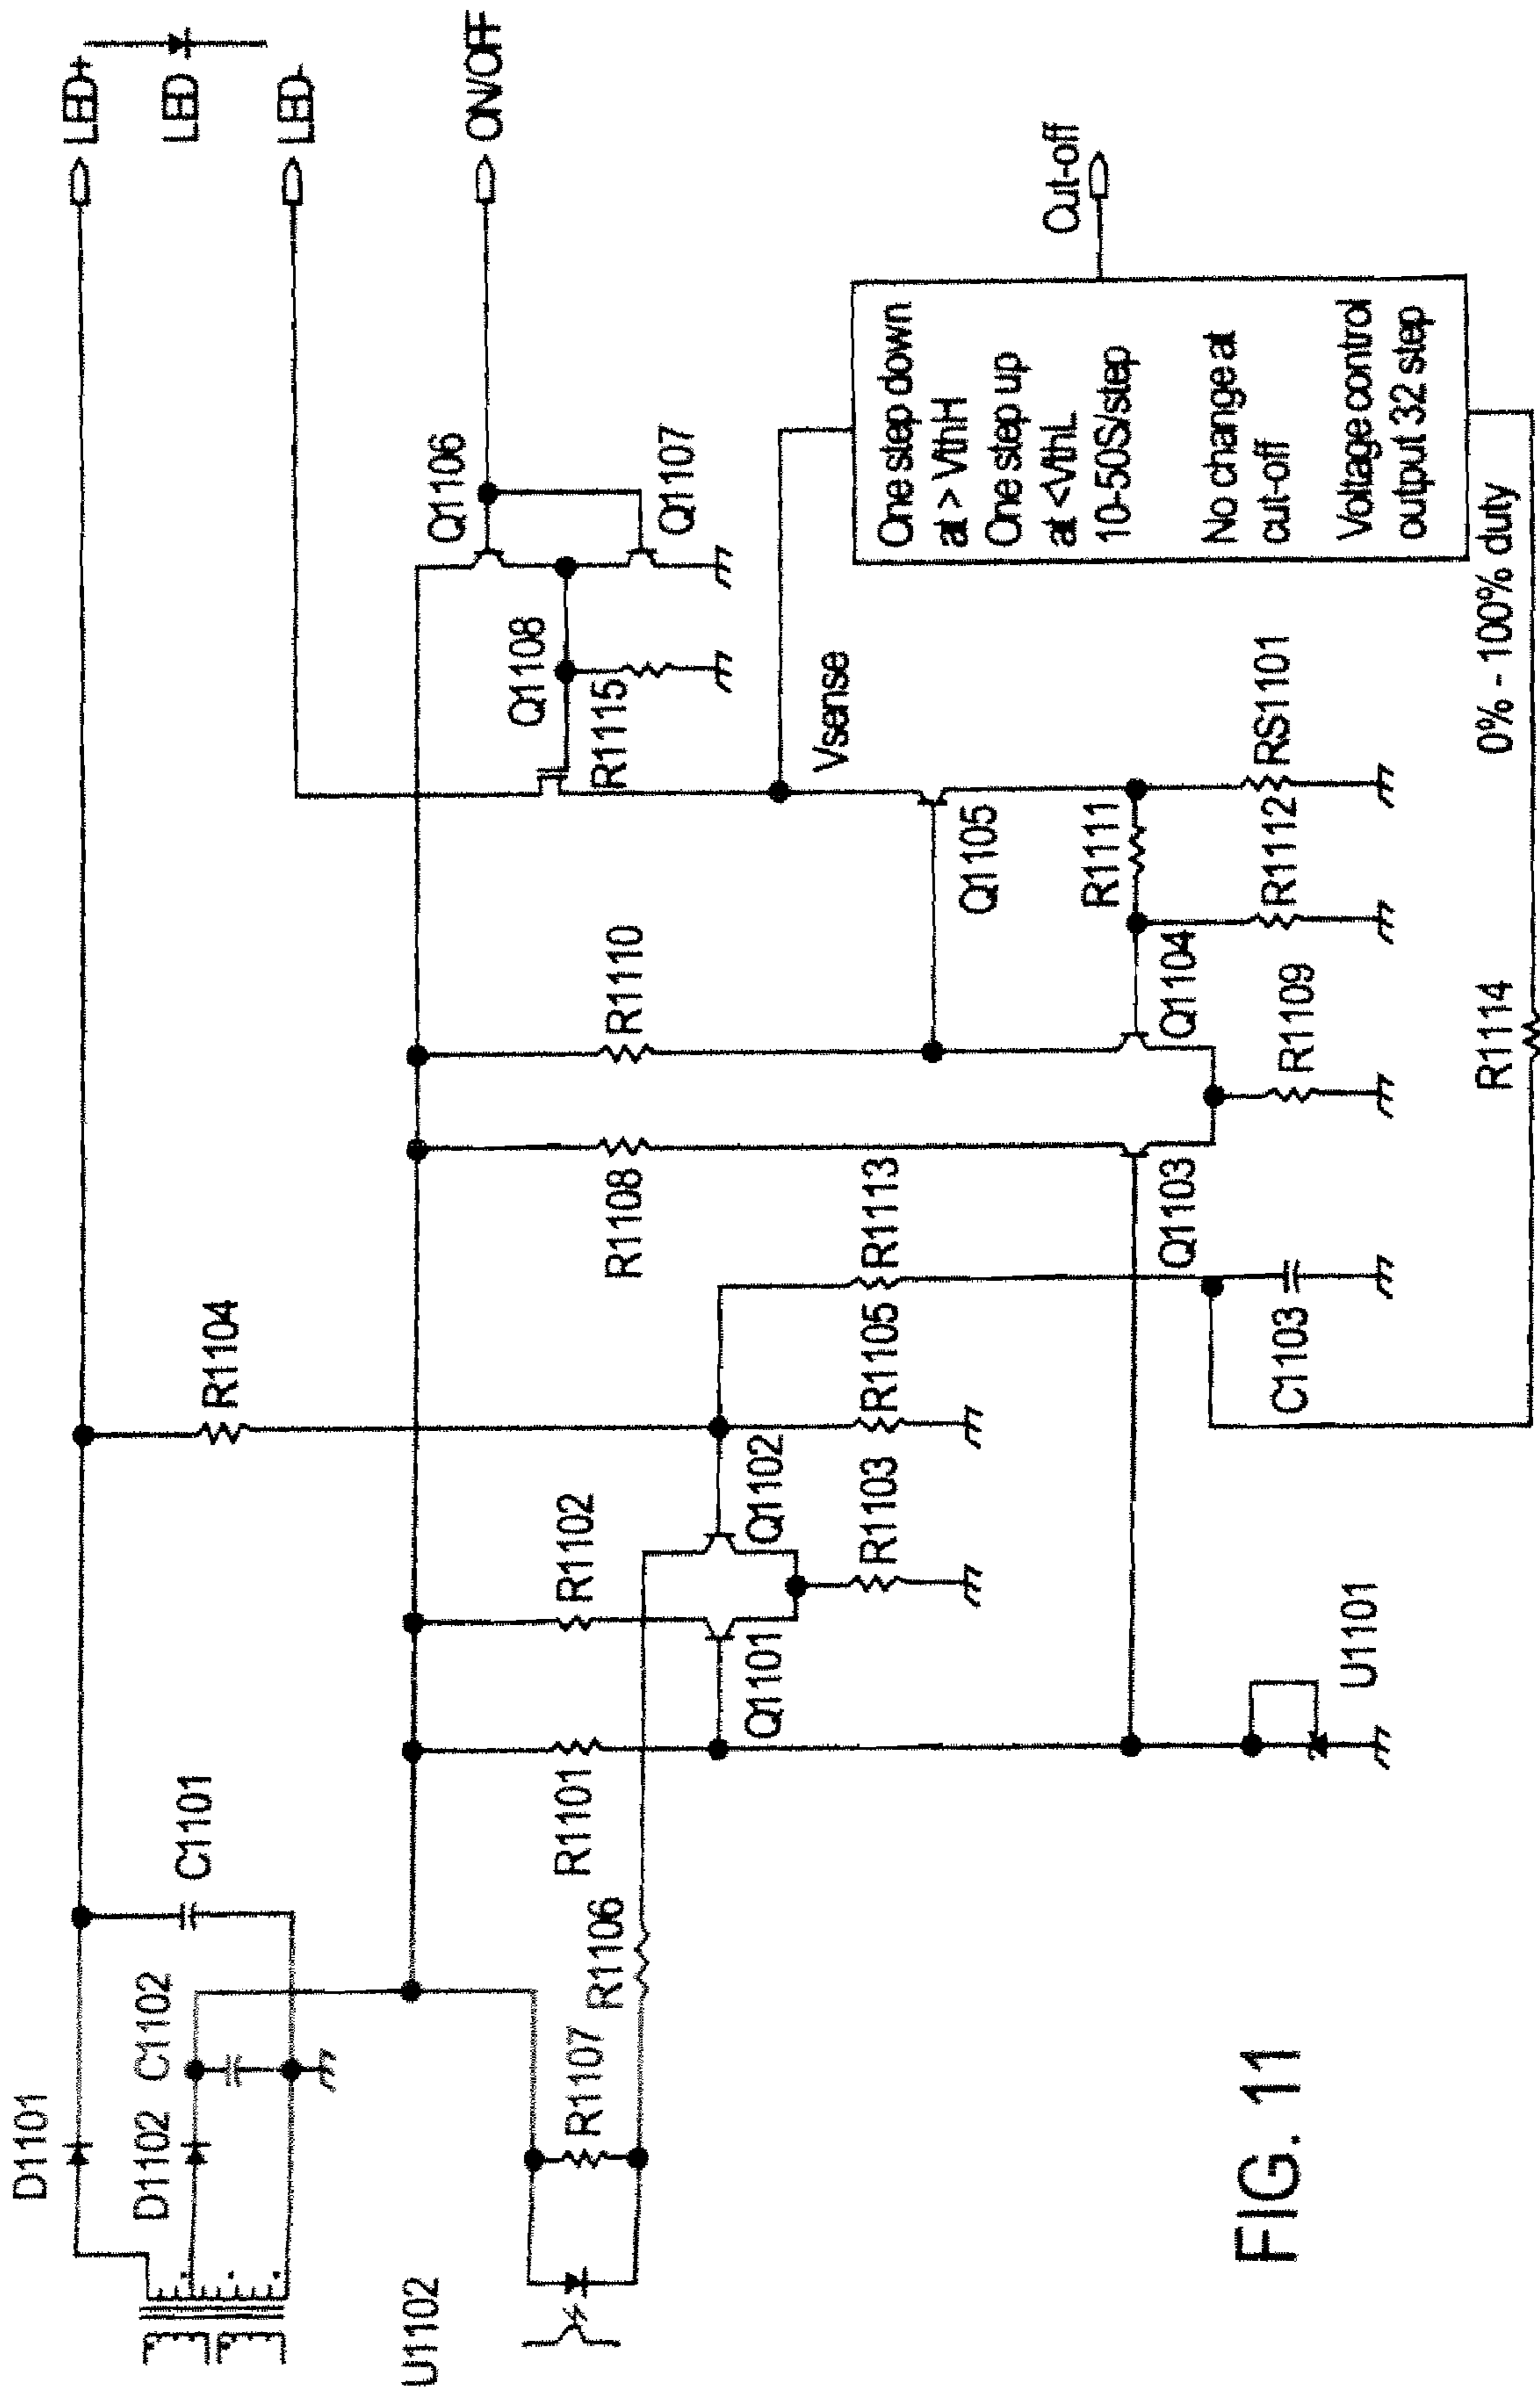 D1101
D1102
C1102
C1101
R1104
LED+
LED
LED-
U1102
R1107
R1106
R1101
R1102
R1108
R1110
Q1108
R1115
Q1106
Q1107
ON/OFF
Q1101
Q1102
R1103
R1105
R1113
Vsense
Q1105
R1111
Q1103
Q1104
U1101
C1103
R1109
R1112
RS1101
One step down
at > VthH
One step up
at <VthL
10-50S/step
No change at
cut-off
Voltage control
output 32 step
Cut-off
R1114
0% - 100% duty
FIG. 11